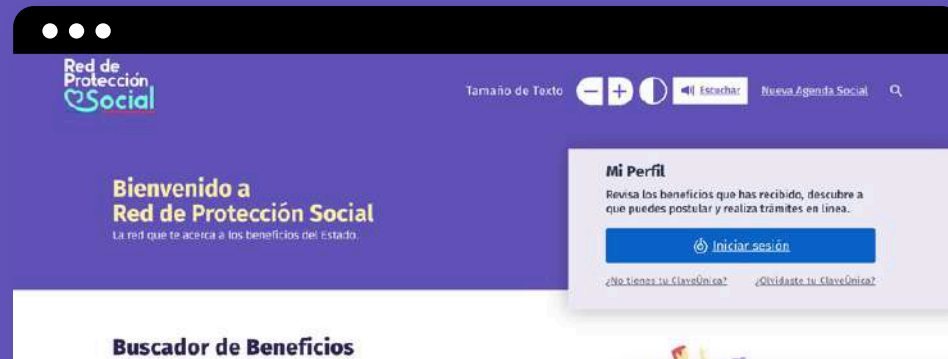 Red de
Protección
Social
Tamaño de Texto
Escuchar
Nueva Agenda Social
Bienvenido a
Red de Protección Social
La red que te acerca a los beneficios del Estado.
Mi Perfil
Revisa los beneficios que has recibido, descubre a
que puedes postular y realiza trámites en línea.
Iniciar sesión
¿No tienes tu ClaveÚnica? ¿Olvidaste tu ClaveÚnica?
Buscador de Beneficios